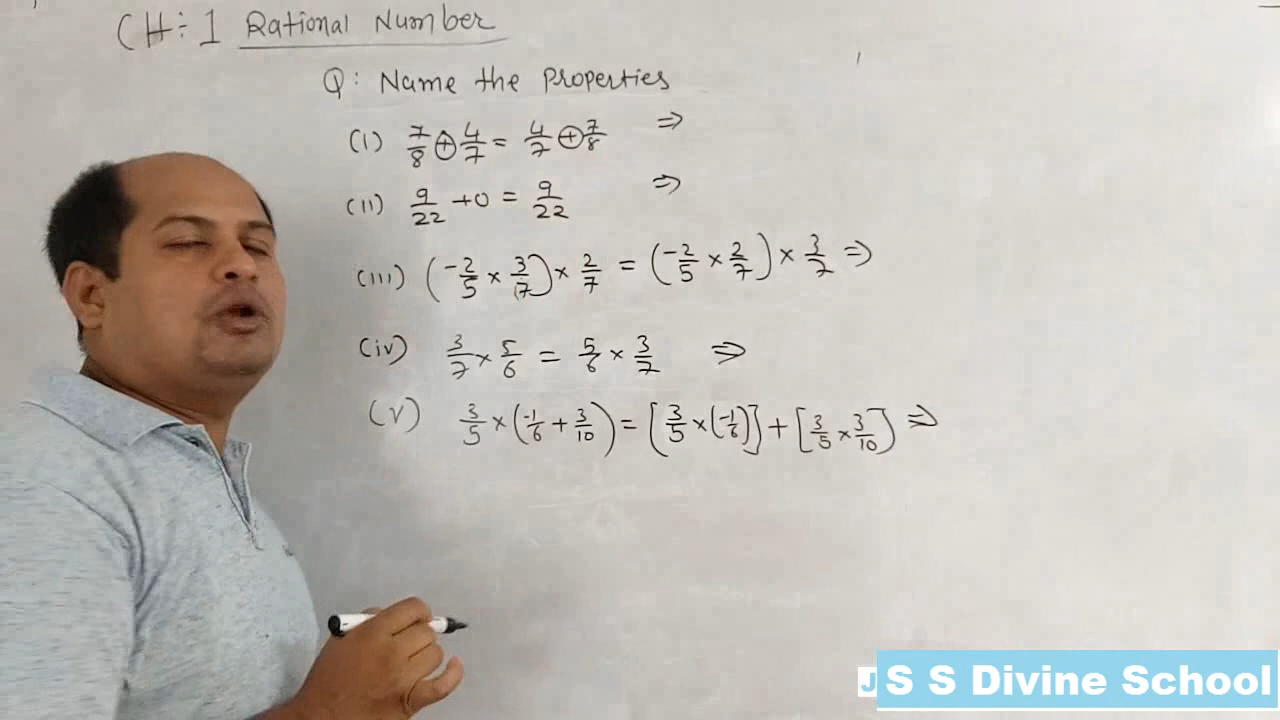 CH÷1 Rational Number
Q: Name the Properties
(i) 7/8 ⊕ 4/7 = 4/7 ⊕ 7/8 ⇒
(ii) 9/22 + 0 = 9/22 ⇒
(iii) (-2/5 × 3/7) × 2/7 = (-2/5 × 2/7) × 3/7 ⇒
(iv) 3/7 × 5/6 = 5/6 × 3/7 ⇒
(v) 3/5 × (-1/6 + 3/10) = [3/5 × (-1/6)] + [3/5 × 3/10] ⇒
J S S Divine School